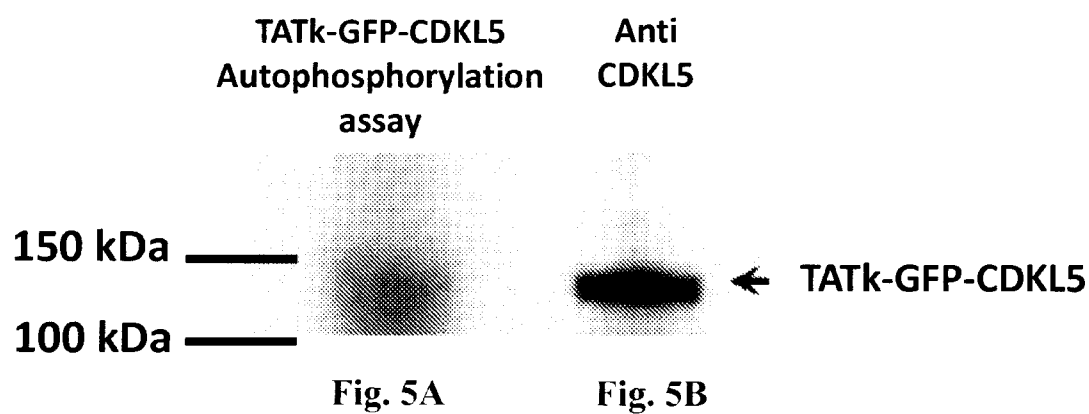 TATk-GFP-CDKL5
Autophosphorylation
assay
Anti
CDKL5
150 kDa
TATk-GFP-CDKL5
100 kDa
Fig. 5A
Fig. 5B